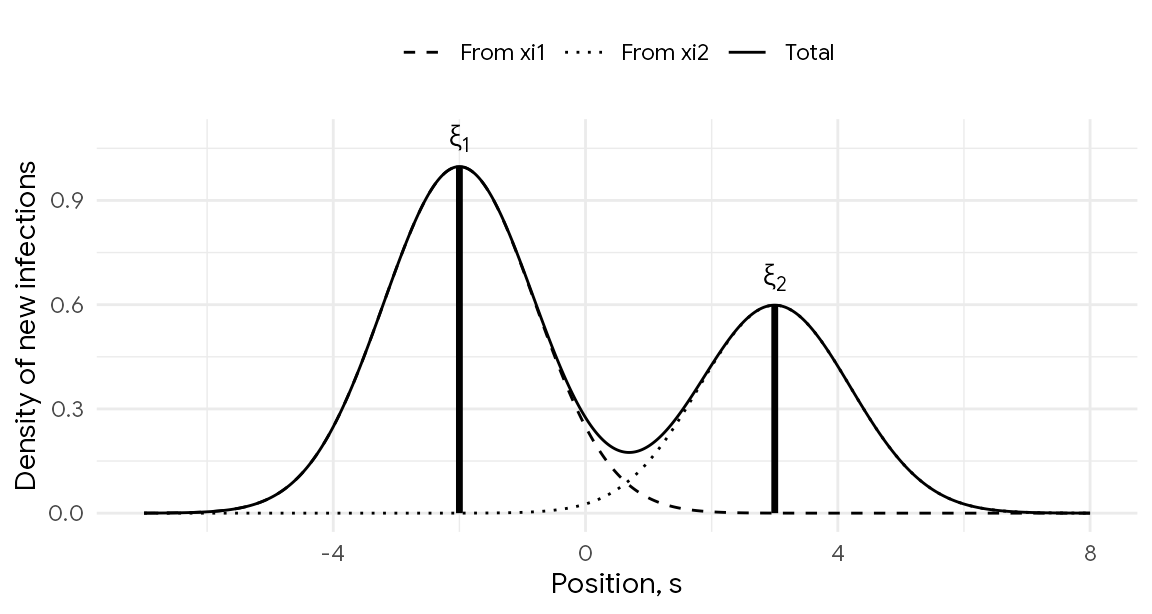 From xi1 From xi2 Total
ξ1
ξ2
Density of new infections
0.9
0.6
0.3
0.0
-4 0 4 8
Position, s